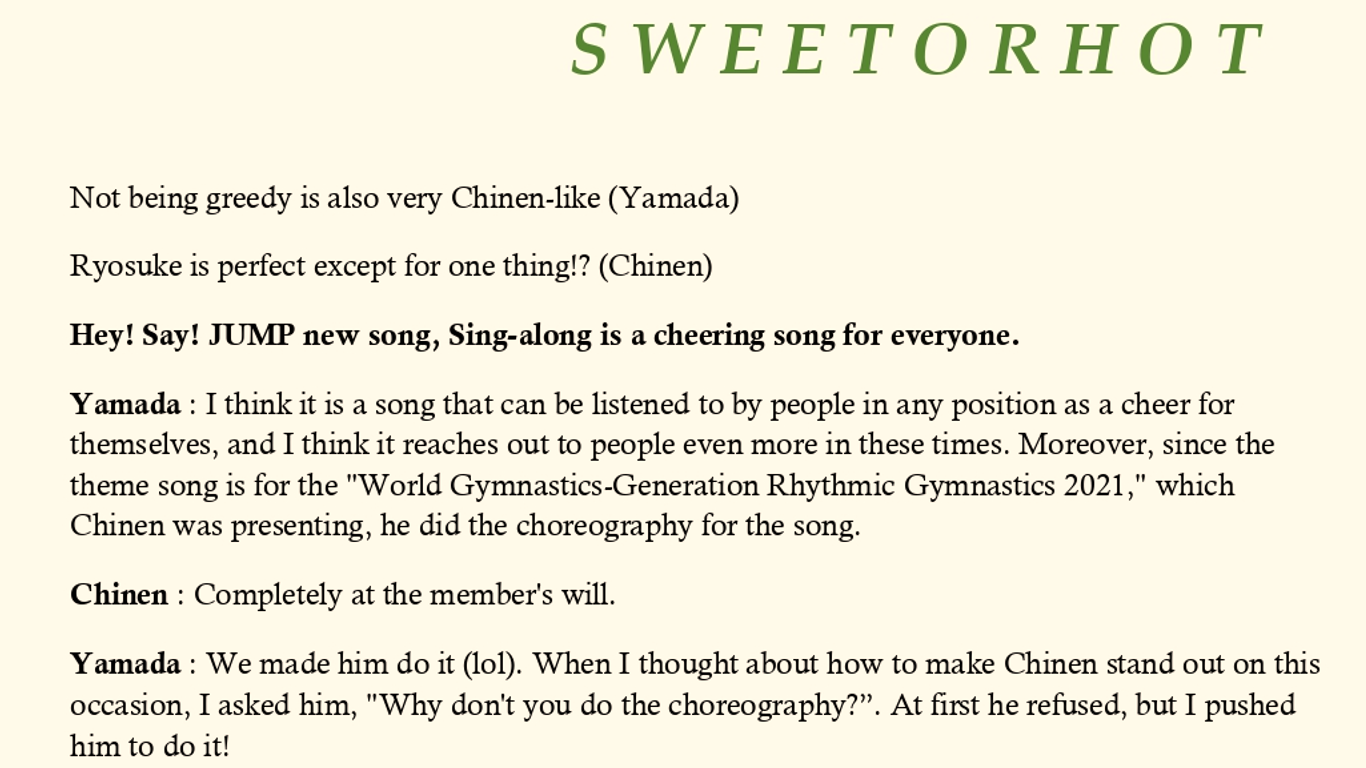 SWEETORHOT
Not being greedy is also very Chinen-like (Yamada)
Ryosuke is perfect except for one thing!? (Chinen)
Hey! Say! JUMP new song, Sing-along is a cheering song for everyone.
Yamada : I think it is a song that can be listened to by people in any position as a cheer for
themselves, and I think it reaches out to people even more in these times. Moreover, since the
theme song is for the "World Gymnastics-Generation Rhythmic Gymnastics 2021," which
Chinen was presenting, he did the choreography for the song.
Chinen : Completely at the member's will.
Yamada : We made him do it (lol). When I thought about how to make Chinen stand out on this
occasion, I asked him, "Why don't you do the choreography?”. At first he refused, but I pushed
him to do it!